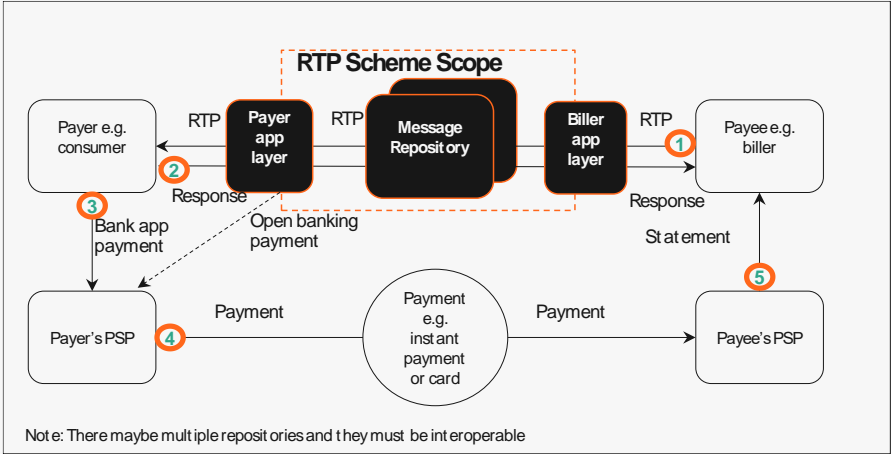 RTP Scheme Scope
Payer e.g.
consumer
RTP
Payer
app
layer
RTP
Message
Repository
Biller
app
layer
RTP
1
Payee e.g.
biller
2
Response
Response
3
Bank app
payment
Open banking
payment
Statement
5
Payer's PSP
4
Payment
Payment
e.g.
instant
payment
or card
Payment
Payee's PSP
Note: There maybe multiple repositories and they must be interoperable